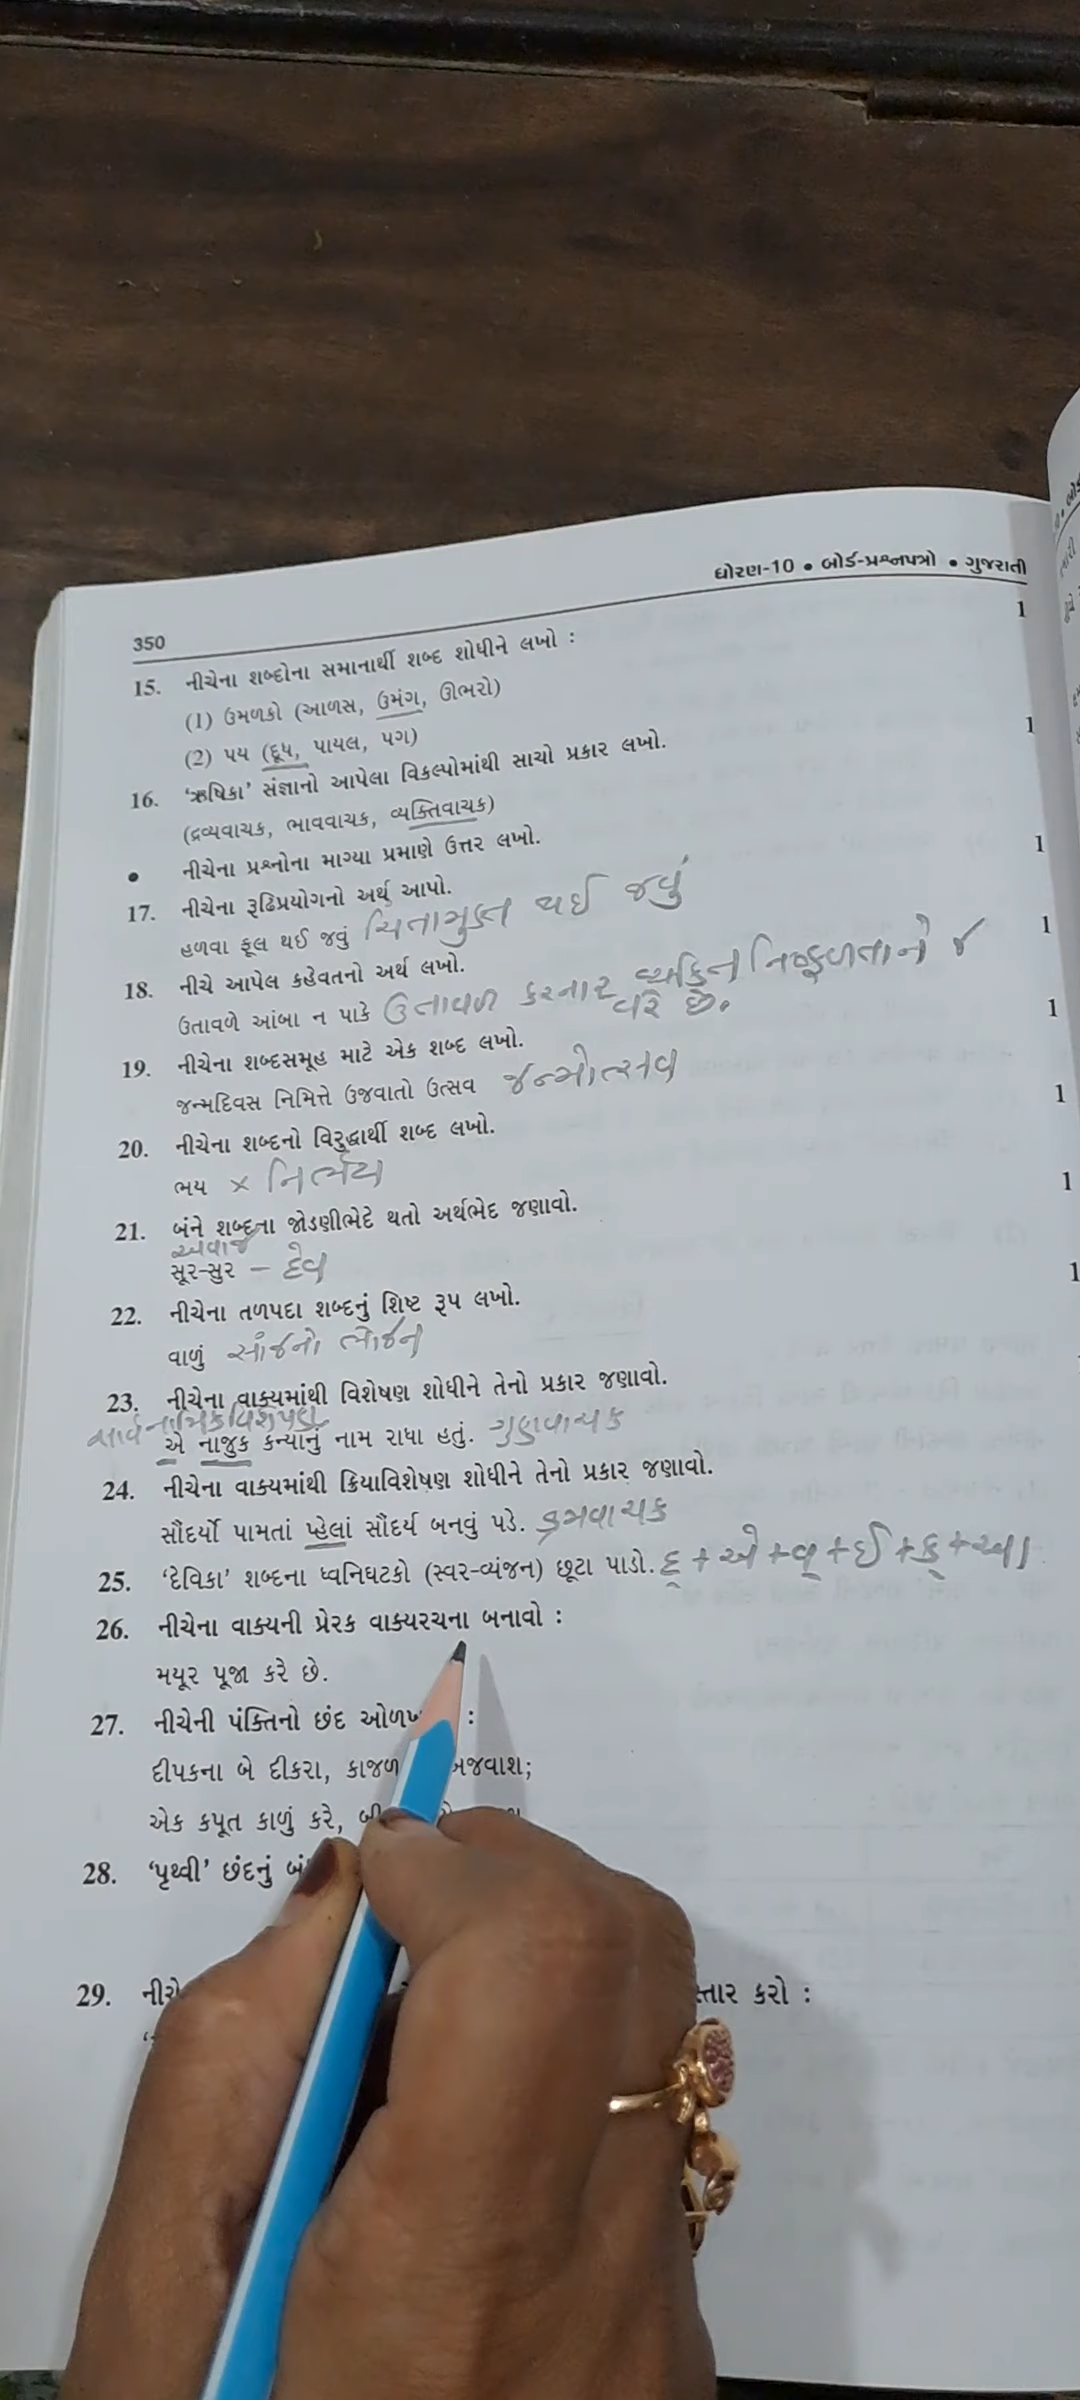 ધોરણ-10 • બોર્ડ-પ્રશ્નપત્રો • ગુજરાતી
350
15. નીચેના શબ્દોના સમાનાર્થી શબ્દ શોધીને લખો : 1
(1) ઉમળકો (આળસ, ઉમંગ, ઊભરો)
(2) પય (દૂધ, પાયલ, પગ)
16. ‘ઋષિકા’ સંજ્ઞાનો આપેલા વિકલ્પોમાંથી સાચો પ્રકાર લખો. 1
(દ્રવ્યવાચક, ભાવવાચક, વ્યક્તિવાચક)
• નીચેના પ્રશ્નોના માગ્યા પ્રમાણે ઉત્તર લખો.
17. નીચેના રૂઢિપ્રયોગનો અર્થ આપો. 1
હળવા ફૂલ થઈ જવું ચિંતામુક્ત થઈ જવું
18. નીચે આપેલ કહેવતનો અર્થ લખો. 1
ઉતાવળે આંબા ન પાકે ઉતાવળ કરનાર વ્યક્તિ નિષ્ફળતાને જ
વરે છે.
19. નીચેના શબ્દસમૂહ માટે એક શબ્દ લખો. 1
જન્મદિવસ નિમિત્તે ઉજવાતો ઉત્સવ જન્મોત્સવ
20. નીચેના શબ્દનો વિરુદ્ધાર્થી શબ્દ લખો. 1
ભય × નિર્ભય
21. બંને શબ્દના જોડણીભેદે થતો અર્થભેદ જણાવો. 1
અવાજ
સૂર-સુર – દેવ
22. નીચેના તળપદા શબ્દનું શિષ્ટ રૂપ લખો. 1
વાળું સાંજનો ભોજન
23. નીચેના વાક્યમાંથી વિશેષણ શોધીને તેનો પ્રકાર જણાવો.
સાર્વનામિક વિશેષણ
એ નાજુક કન્યાનું નામ રાધા હતું. ગુણવાચક
24. નીચેના વાક્યમાંથી ક્રિયાવિશેષણ શોધીને તેનો પ્રકાર જણાવો.
સૌદર્યો પામતાં પ્હેલાં સૌદર્ય બનવું પડે. ક્રમવાચક
25. ‘દેવિકા’ શબ્દના ધ્વનિઘટકો (સ્વર-વ્યંજન) છૂટા પાડો. દ્ + એ + વ્ + ઈ + ક્ + આ
26. નીચેના વાક્યની પ્રેરક વાક્યરચના બનાવો :
મયૂર પૂજા કરે છે.
27. નીચેની પંક્તિનો છંદ :
દીપકના બે દીકરા, કાજળ
એક કપૂત કાળું કરે,
28. ‘પૃથ્વી’ છંદનું
29. કરો :